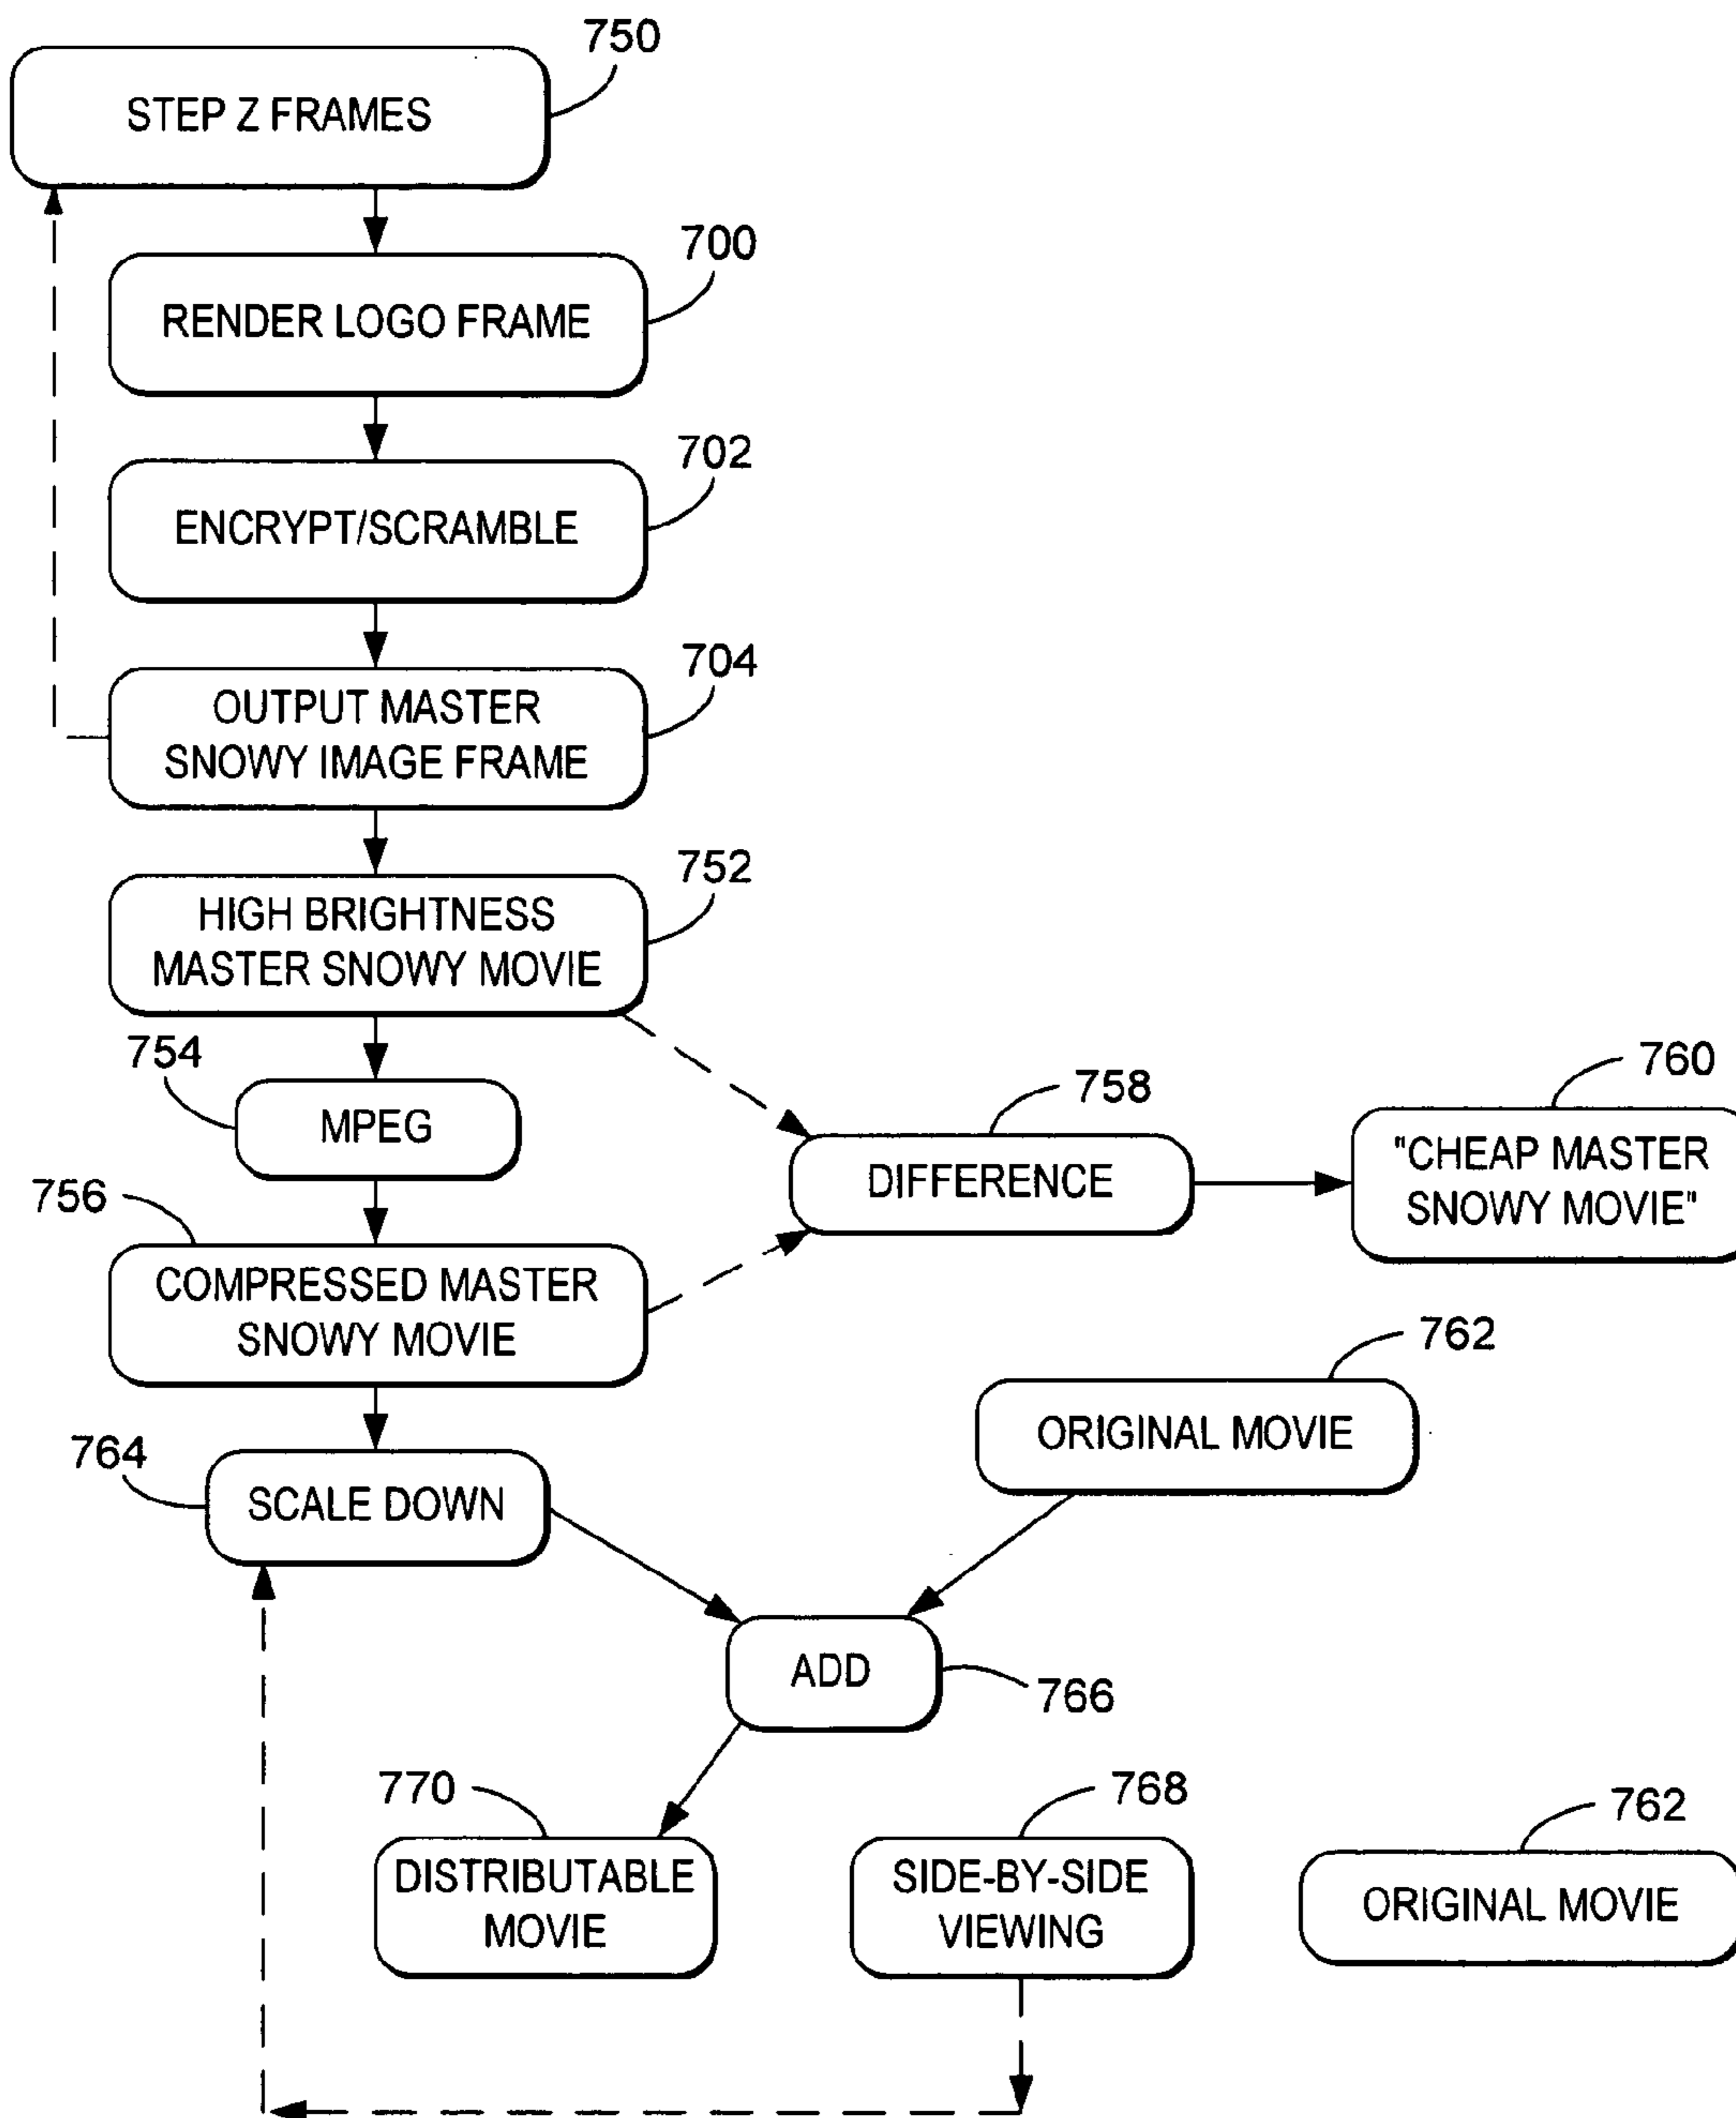 750
STEP Z FRAMES
700
RENDER LOGO FRAME
702
ENCRYPT/SCRAMBLE
704
OUTPUT MASTER
SNOWY IMAGE FRAME
752
HIGH BRIGHTNESS
MASTER SNOWY MOVIE
754
MPEG
758
DIFFERENCE
760
"CHEAP MASTER
SNOWY MOVIE"
756
COMPRESSED MASTER
SNOWY MOVIE
762
ORIGINAL MOVIE
764
SCALE DOWN
ADD
766
770
DISTRIBUTABLE
MOVIE
768
SIDE-BY-SIDE
VIEWING
762
ORIGINAL MOVIE